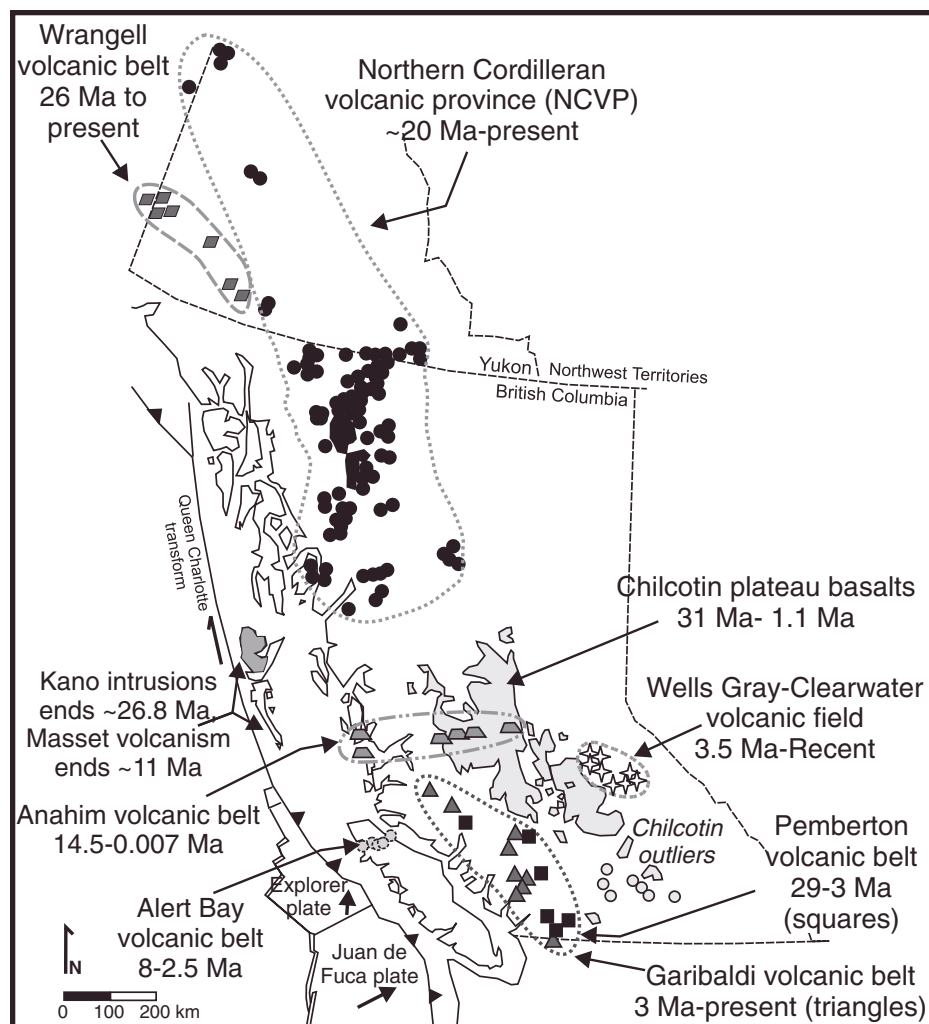 Wrangell
volcanic belt
26 Ma to
present
Northern Cordilleran
volcanic province (NCVP)
~20 Ma-present
Yukon
Northwest Territories
British Columbia
Queen Charlotte
transform
Chilcotin plateau basalts
31 Ma- 1.1 Ma
Kano intrusions
ends ~26.8 Ma,
Masset volcanism
ends ~11 Ma
Wells Gray-Clearwater
volcanic field
3.5 Ma-Recent
Anahim volcanic belt
14.5-0.007 Ma
Chilcotin
outliers
Pemberton
volcanic belt
29-3 Ma
(squares)
Explorer
plate
Alert Bay
volcanic belt
8-2.5 Ma
Juan de
Fuca plate
Garibaldi volcanic belt
3 Ma-present (triangles)
N
0 100 200 km